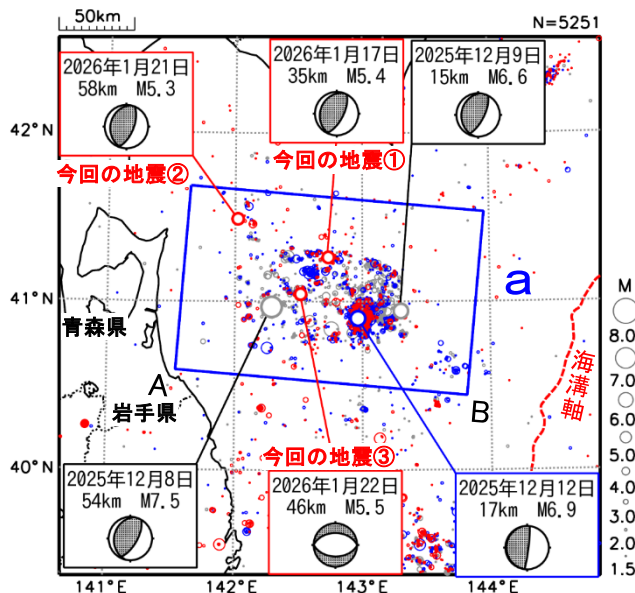 50km
N=5251
2026年1月21日
58km M5.3
2026年1月17日
35km M5.4
2025年12月9日
15km M6.6
42°N
今回の地震②
今回の地震①
a
41°N
青森県
A
岩手県
B
海溝軸
M
8.0
7.0
6.0
5.0
4.0
3.0
2.0
1.5
40°N
今回の地震③
2025年12月8日
54km M7.5
2026年1月22日
46km M5.5
2025年12月12日
17km M6.9
141°E
142°E
143°E
144°E